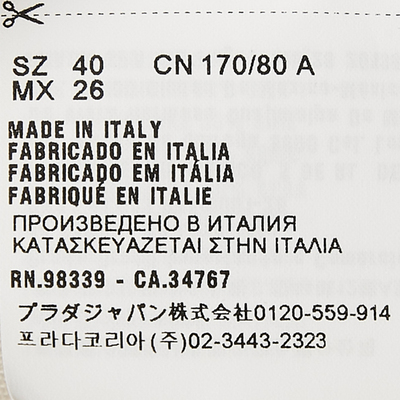 SZ 40 CN 170/80 A
MX 26
MADE IN ITALY
FABRICADO EN ITALIA
FABRICADO EM ITÁLIA
FABRIQUÉ EN ITALIE
ПРОИЗВЕДЕНО В ИТАЛИЯ
ΚΑΤΑΣΚΕΥΑΖΕΤΑΙ ΣΤΗΝ ΙΤΑΛΙΑ
RN.98339 - CA.34767
プラダジャパン株式会社0120-559-914
프라다코리아(주)02-3443-2323